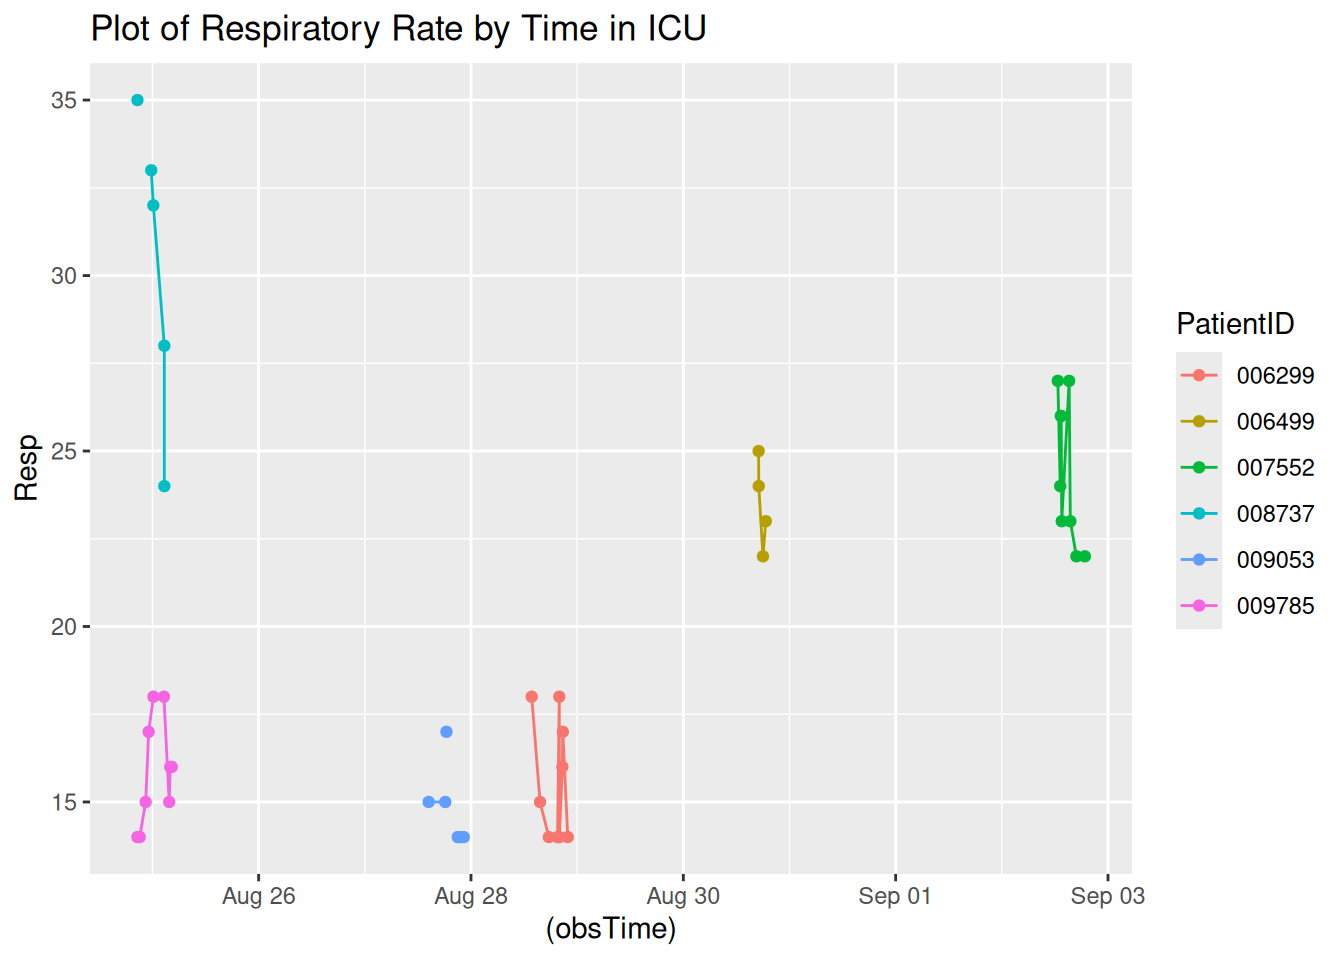 Plot of Respiratory Rate by Time in ICU
35
30
25
20
15
Resp
Aug 26
Aug 28
Aug 30
Sep 01
Sep 03
(obsTime)
PatientID
006299
006499
007552
008737
009053
009785